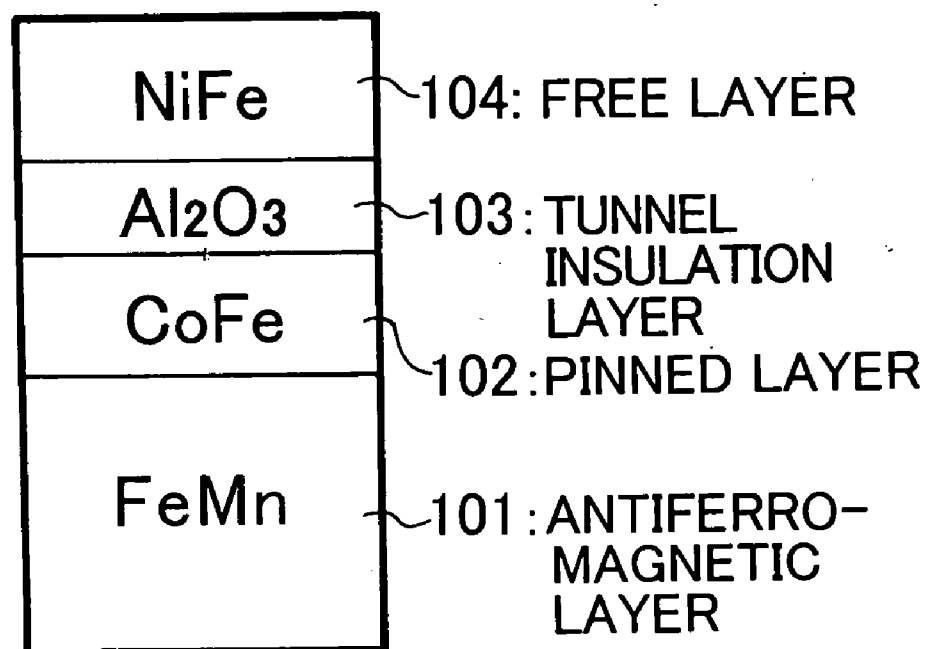 NiFe
104: FREE LAYER
Al2O3
103: TUNNEL
INSULATION
LAYER
CoFe
102: PINNED LAYER
FeMn
101: ANTIFERRO-
MAGNETIC
LAYER